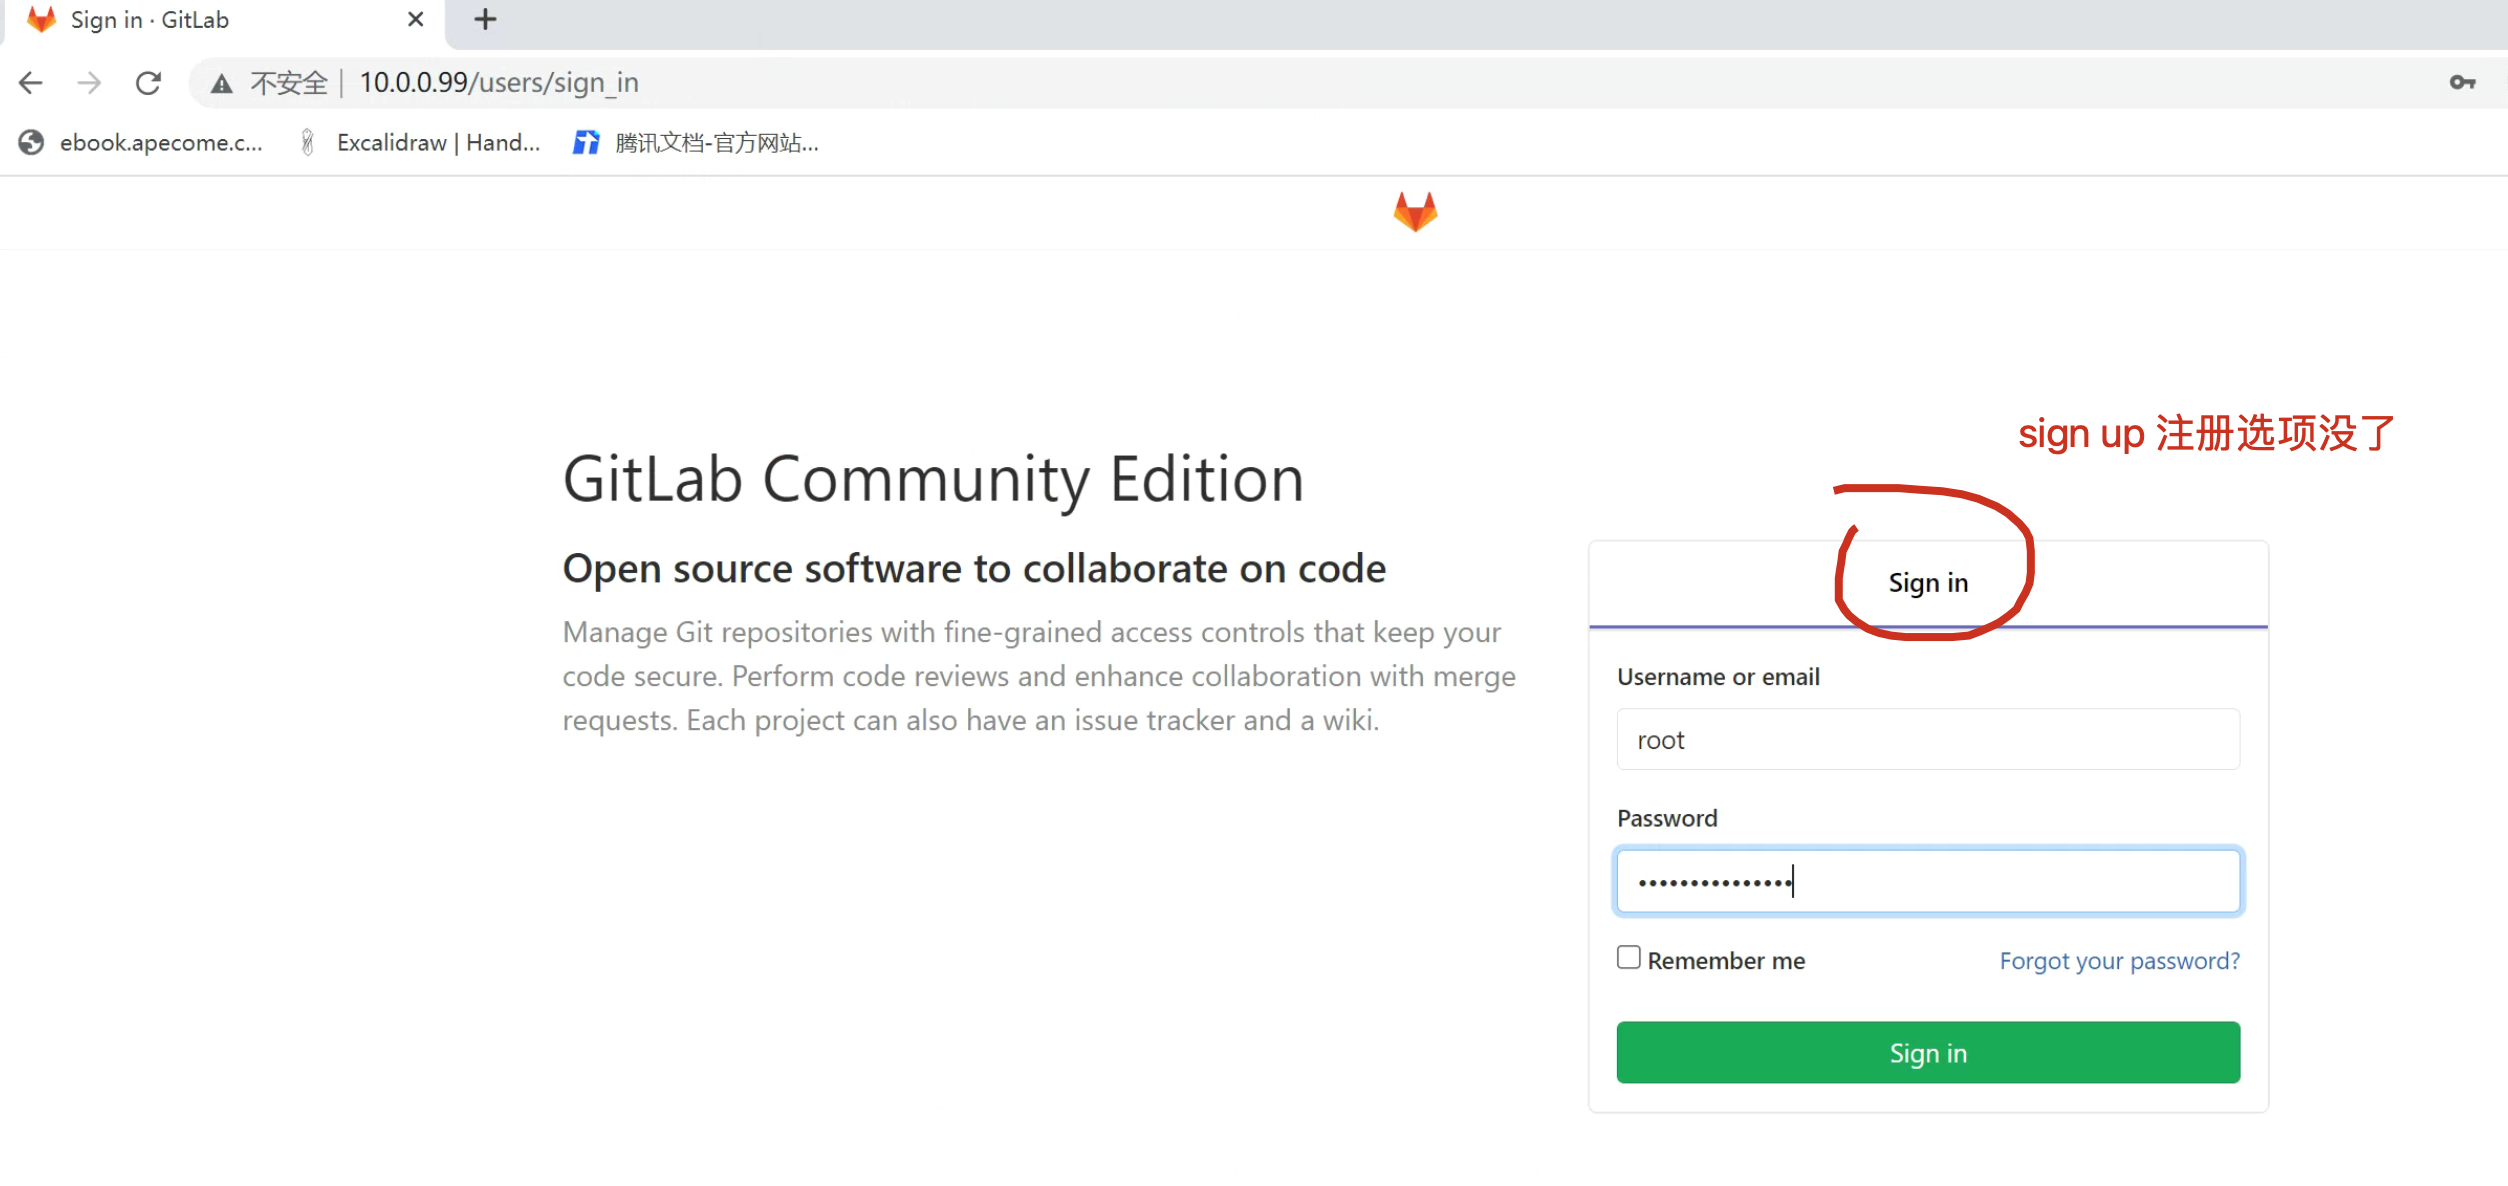 Sign in · GitLab
不安全 | 10.0.0.99/users/sign_in
ebook.apecome.c... Excalidraw | Hand... 腾讯文档-官方网站...
sign up 注册选项没了
GitLab Community Edition
Open source software to collaborate on code
Manage Git repositories with fine-grained access controls that keep your
code secure. Perform code reviews and enhance collaboration with merge
requests. Each project can also have an issue tracker and a wiki.
Sign in
Username or email
root
Password
•••••••••••••••
Remember me Forgot your password?
Sign in